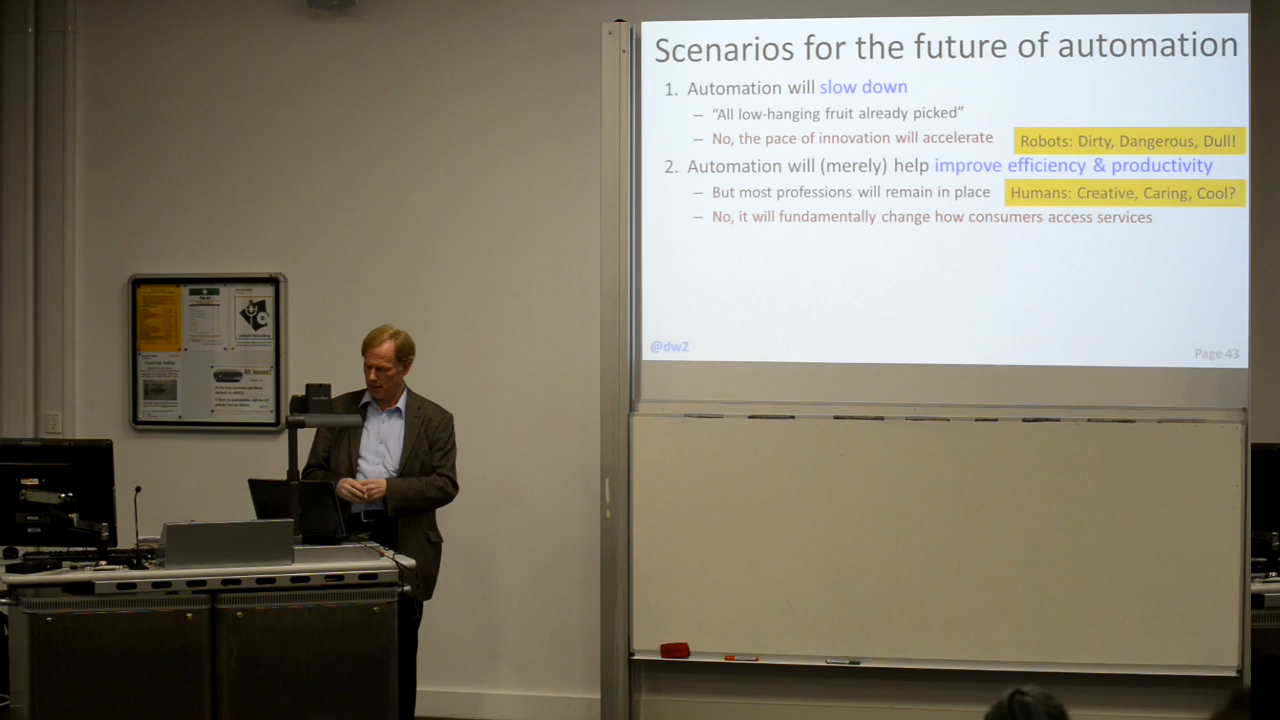 Scenarios for the future of automation
1. Automation will slow down
– “All low-hanging fruit already picked”
– No, the pace of innovation will accelerate
Robots: Dirty, Dangerous, Dull!
2. Automation will (merely) help improve efficiency & productivity
– But most professions will remain in place
Humans: Creative, Caring, Cool?
– No, it will fundamentally change how consumers access services
@dw2
Page 43